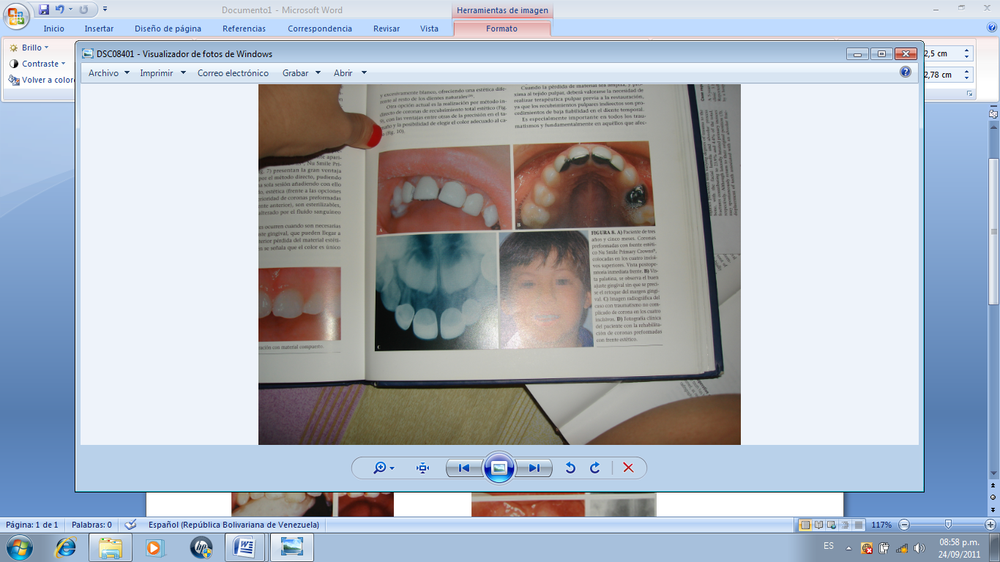 Documento1 - Microsoft Word
Herramientas de imagen
Inicio
Insertar
Diseño de página
Referencias
Correspondencia
Revisar
Vista
Formato
Brillo
Contraste
Volver a colore
2,5 cm
2,78 cm
DSC08401 - Visualizador de fotos de Windows
Archivo
Imprimir
Correo electrónico
Grabar
Abrir
y excesivamente blanco, ofreciendo una estética dife-
rente al resto de los dientes naturales
Otra opción actual es la realización por método in-
directo de coronas de recubrimiento total estético (Fig.
9), con las ventajas entre otras de la precisión en el ta-
maño y la posibilidad de elegir el color adecuado al ca-
(Fig. 10).
Cuando la pérdida de material sea amplia, y
sima al tejido pulpar, deberá valorarse la necesidad de
realizar terapéutica pulpar previa a la restauración,
ya que los recubrimientos pulpares indirectos son pro-
cedimientos de baja fiabilidad en el diente temporal.
Es especialmente importante en todos los trau-
matismos y fundamentalmente en aquéllos que afec-
te apari-
, Nu Smile Pri-
g. 7) presentan la gran ventaja
por el método directo, pudiendo
a sola sesión añadiendo con ello
o, estética (frente a las opciones
erioridad de coronas preformadas
nte anterior), son esterilizables,
alterado por el fluido sanguíneo
es ocurren cuando son necesarias
ste gingival, que pueden llegar a
terior pérdida del material estéti-
n se señala que el color es único
ración con material compuesto.
B
C
FIGURA 8. A) Paciente de tres
años y cinco meses. Coronas
preformadas con frente estéti-
co Nu Smile Primary Crowns®,
colocadas en los cuatro incisi-
vos superiores. Vista postope-
ratoria inmediata frente. B) Vis-
ta palatina, se observa el buen
ajuste gingival sin que se preci-
se el retoque del margen gingi-
val. C) Imagen radiográfica del
caso con traumatismo no com-
plicado de corona en los cuatro
incisivos. D) Fotografía clínica
del paciente con la rehabilita-
ción de coronas preformadas
con frente estético.
Página: 1 de 1
Palabras: 0
Español (República Bolivariana de Venezuela)
117%
ES
08:58 p.m.
24/09/2011